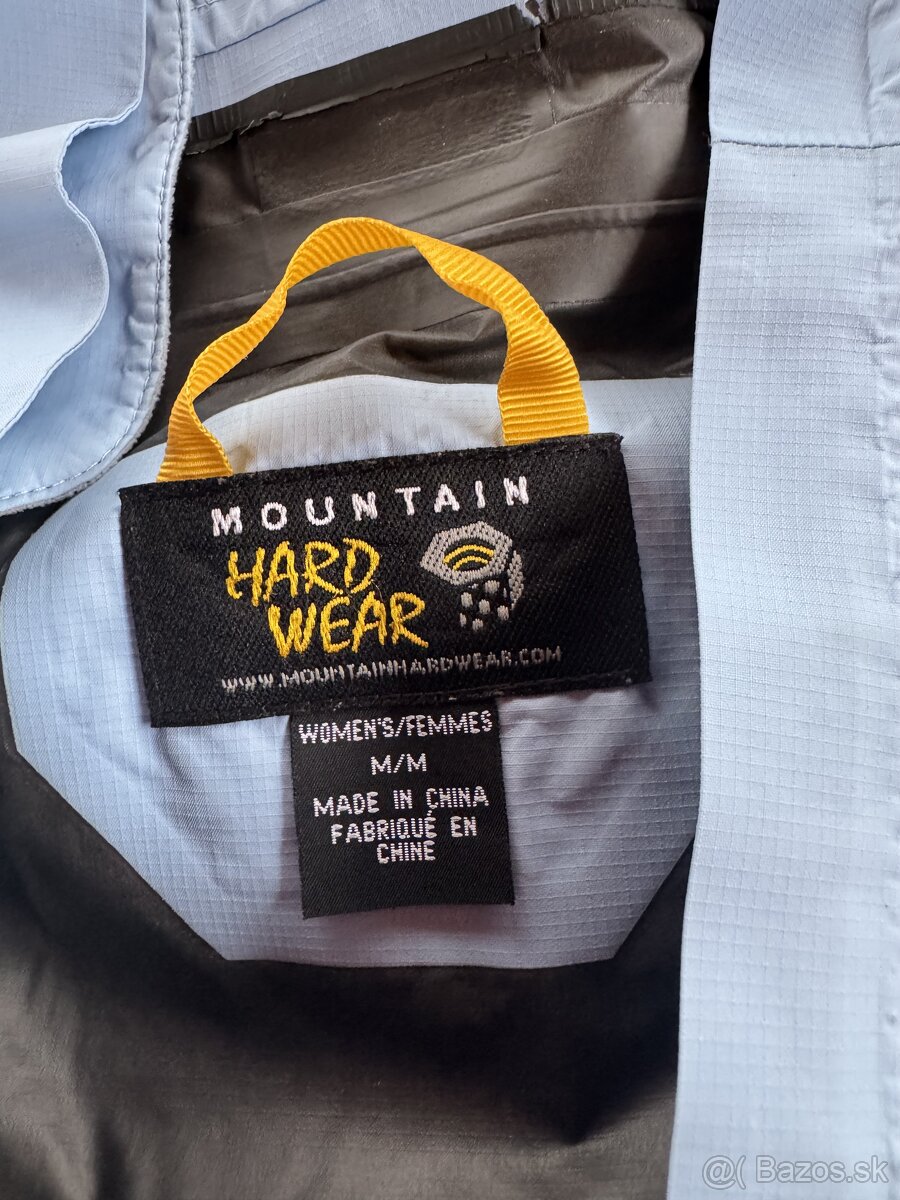 MOUNTAIN
HARD
WEAR
WWW.MOUNTAINHARDWEAR.COM
WOMEN'S/FEMMES
M/M
MADE IN CHINA
FABRIQUÉ EN
CHINE
@( Bazos.sk